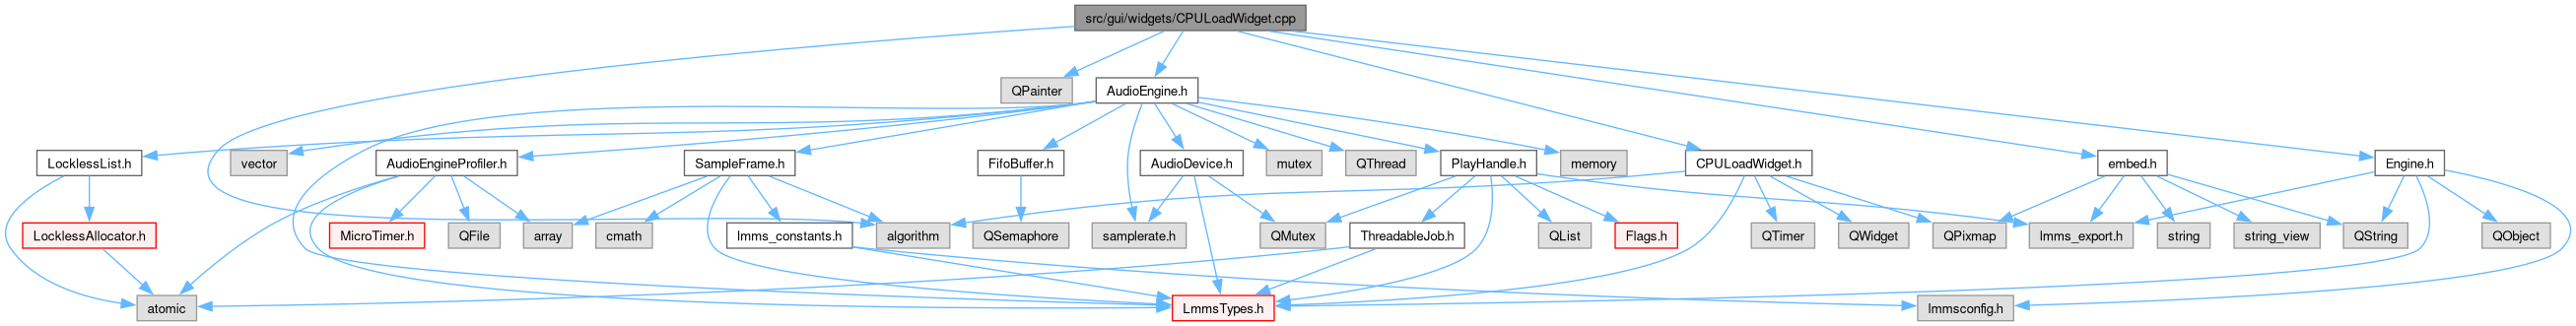 src/gui/widgets/CPULoadWidget.cpp
QPainter
AudioEngine.h
LocklessList.h
vector
AudioEngineProfiler.h
SampleFrame.h
FifoBuffer.h
AudioDevice.h
mutex
QThread
PlayHandle.h
memory
CPULoadWidget.h
embed.h
Engine.h
LocklessAllocator.h
MicroTimer.h
QFile
array
cmath
lmms_constants.h
algorithm
QSemaphore
samplerate.h
QMutex
ThreadableJob.h
QList
Flags.h
QTimer
QWidget
QPixmap
lmms_export.h
string
string_view
QString
QObject
atomic
LmmsTypes.h
lmmsconfig.h